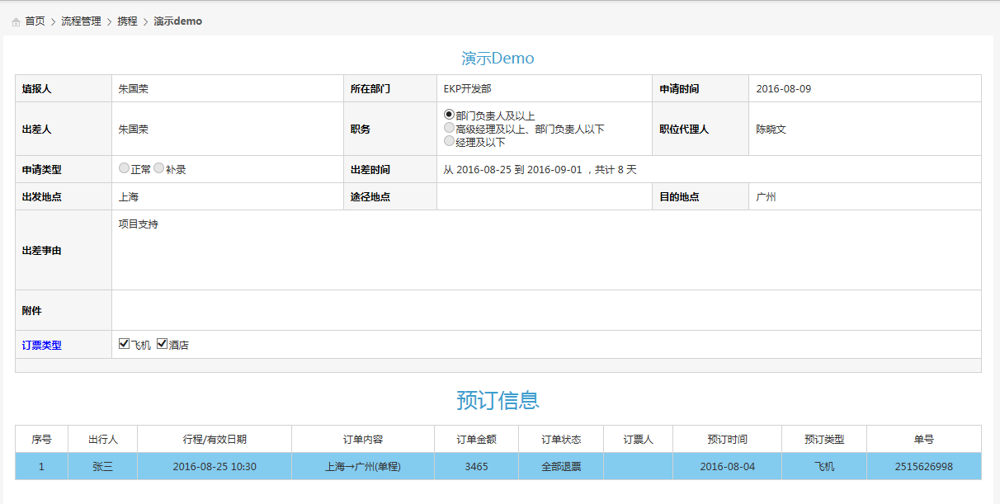 首页 > 流程管理 > 携程 > 演示demo
演示Demo
填报人 朱国荣 所在部门 EKP开发部 申请时间 2016-08-09
出差人 朱国荣 职务 部门负责人及以上 职位代理人 陈晓文
高级经理及以上、部门负责人以下
经理及以下
申请类型 正常 补录 出差时间 从 2016-08-25 到 2016-09-01 ，共计 8 天
出发地点 上海 途径地点 目的地点 广州
项目支持
出差事由
附件
订票类型 飞机 酒店
预订信息
序号 出行人 行程/有效日期 订单内容 订单金额 订单状态 订票人 预订时间 预订类型 单号
1 张三 2016-08-25 10:30 上海→广州(单程) 3465 全部退票 2016-08-04 飞机 2515626998